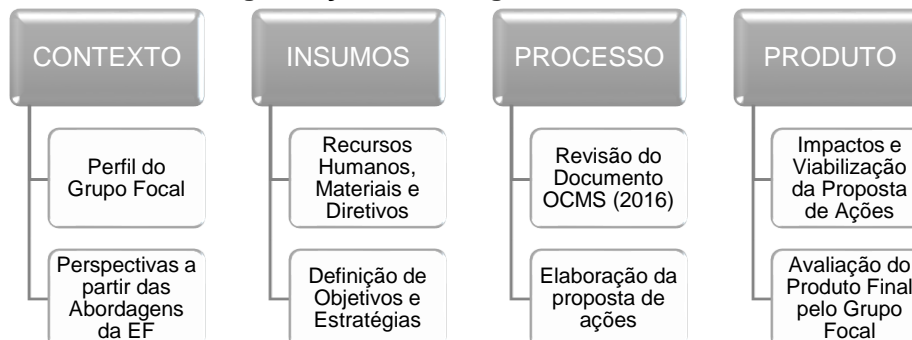 CONTEXTO
Perfil do
Grupo Focal
Perspectivas a
partir das
Abordagens
da EF
INSUMOS
Recursos
Humanos,
Materiais e
Diretivos
Definição de
Objetivos e
Estratégias
PROCESSO
Revisão do
Documento
OCMS (2016)
Elaboração da
proposta de
ações
PRODUTO
Impactos e
Viabilização
da Proposta
de Ações
Avaliação do
Produto Final
pelo Grupo
Focal